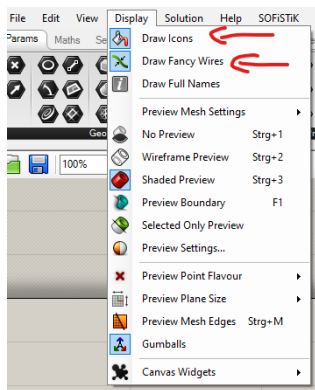 File Edit View Display Solution Help SOFiSTiK
Params Maths Se
Draw Icons
Draw Fancy Wires
Draw Full Names
Geo
Preview Mesh Settings
No Preview Strg+1
100% Wireframe Preview Strg+2
Shaded Preview Strg+3
Preview Boundary F1
Selected Only Preview
Preview Settings...
Preview Point Flavour
Preview Plane Size
Preview Mesh Edges Strg+M
Gumballs
Canvas Widgets